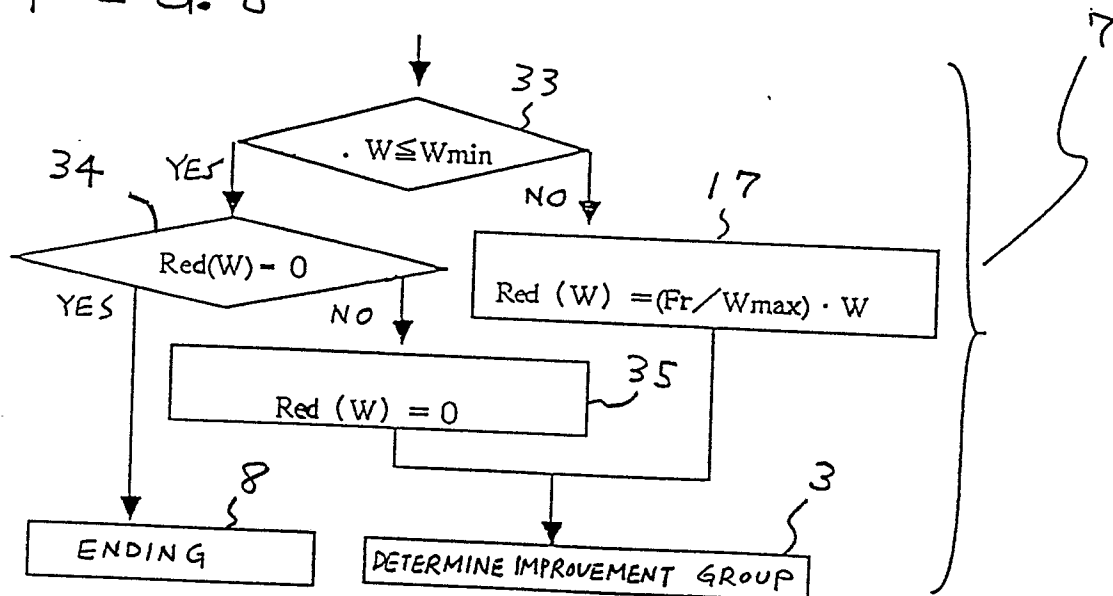 7
33
W≦Wmin
34
YES
NO
17
Red(W)- 0
Red (W) =(Fr/Wmax) · W
YES
NO
35
Red (W) = 0
8
3
ENDING
DETERMINE IMPROVEMENT GROUP